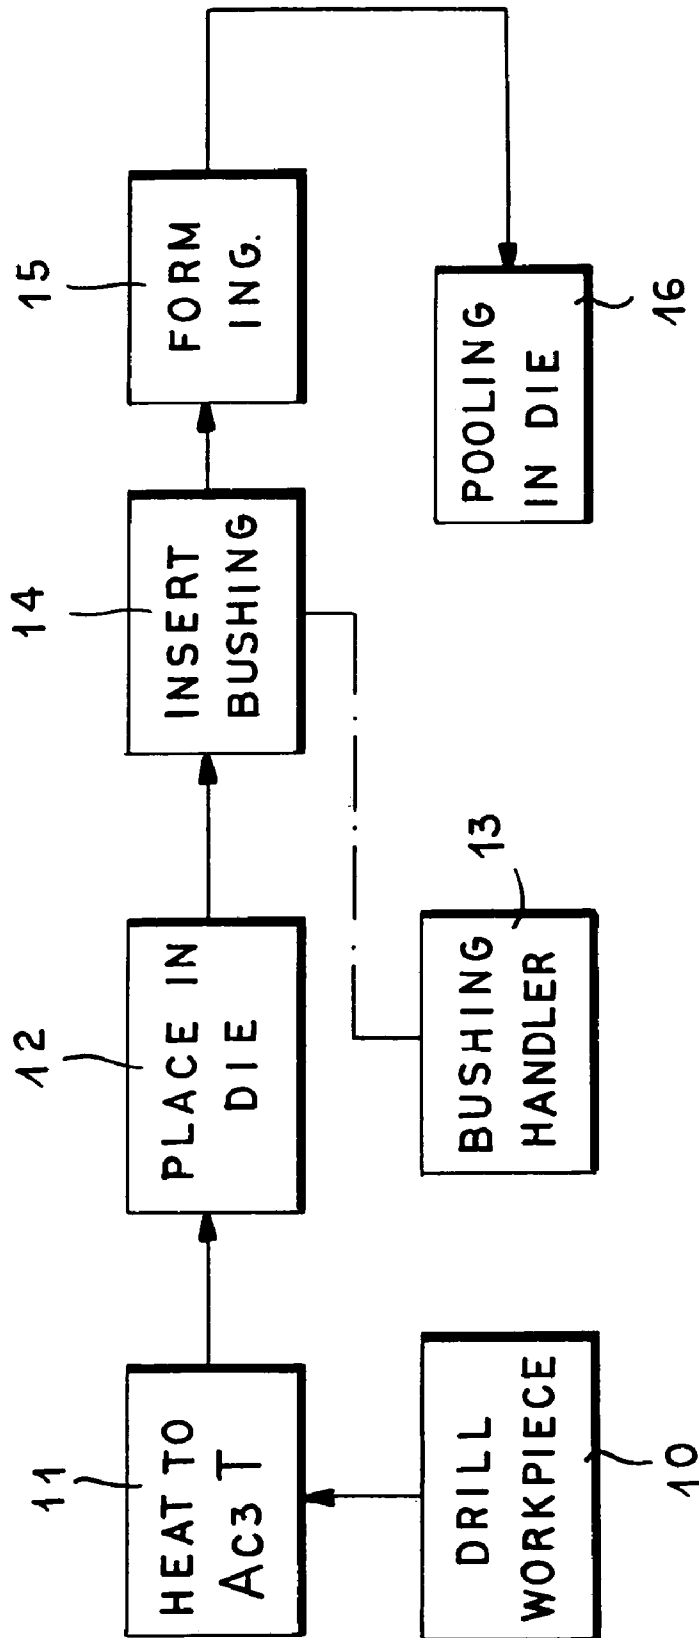 11
HEAT TO
Ac3 T
12
PLACE IN
DIE
14
INSERT
BUSHING
15
FORM
ING.
DRILL
WORKPIECE
10
13
BUSHING
HANDLER
POOLING
IN DIE
16